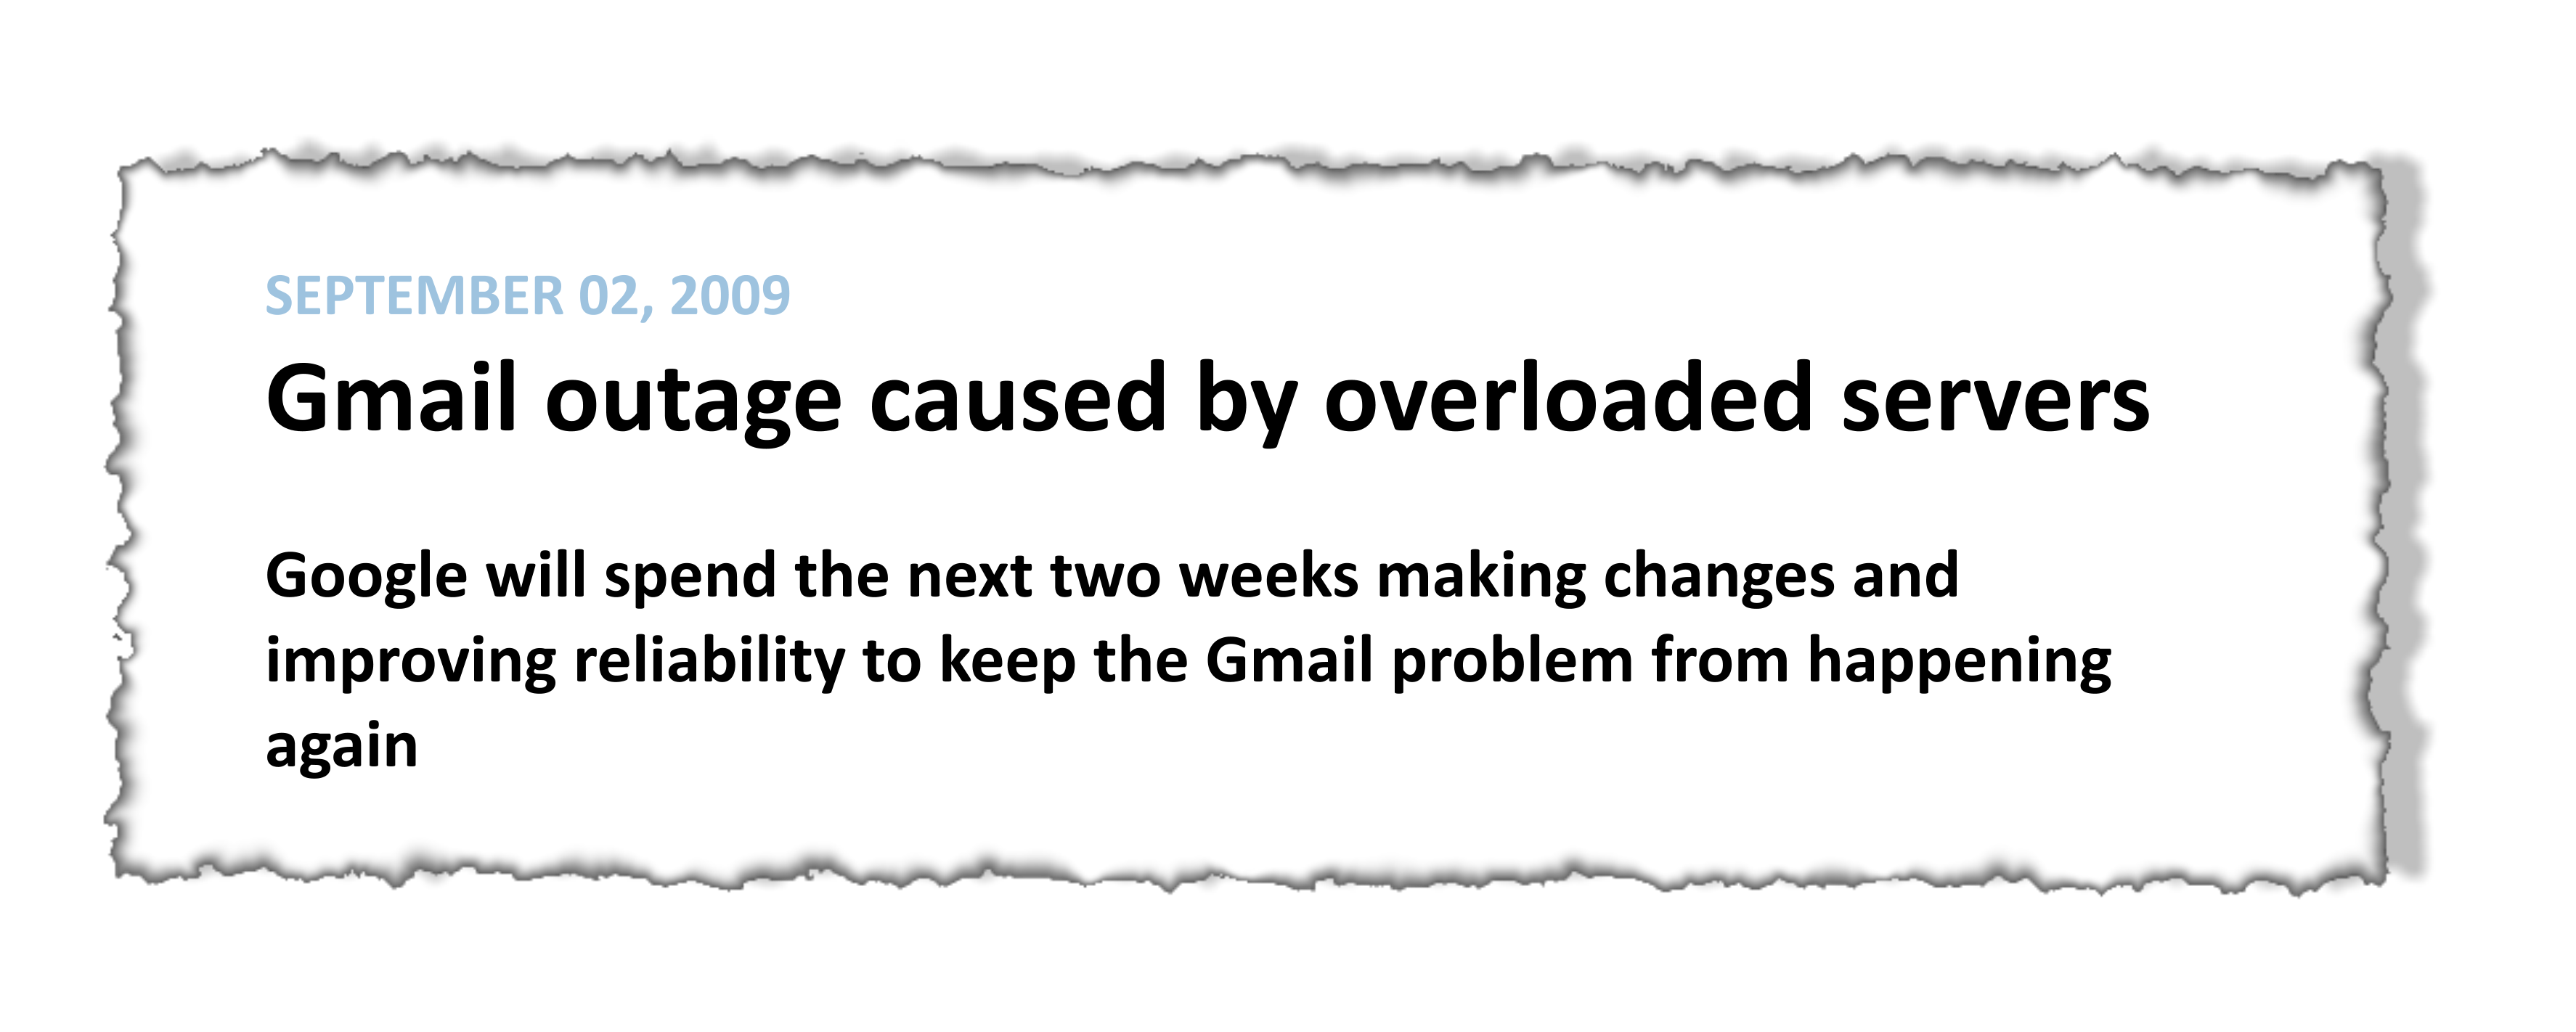 SEPTEMBER 02, 2009
Gmail outage caused by overloaded servers
Google will spend the next two weeks making changes and
improving reliability to keep the Gmail problem from happening
again